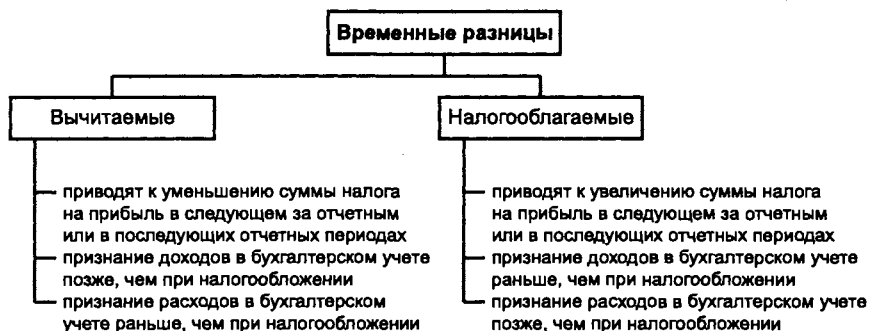 Временные разницы
Вычитаемые
Налогооблагаемые
приводят к уменьшению суммы налога
на прибыль в следующем за отчетным
или в последующих отчетных периодах
признание доходов в бухгалтерском учете
позже, чем при налогообложении
признание расходов в бухгалтерском
учете раньше, чем при налогообложении
приводят к увеличению суммы налога
на прибыль в следующем за отчетным
или в последующих отчетных периодах
признание доходов в бухгалтерском учете
раньше, чем при налогообложении
признание расходов в бухгалтерском учете
позже, чем при налогообложении